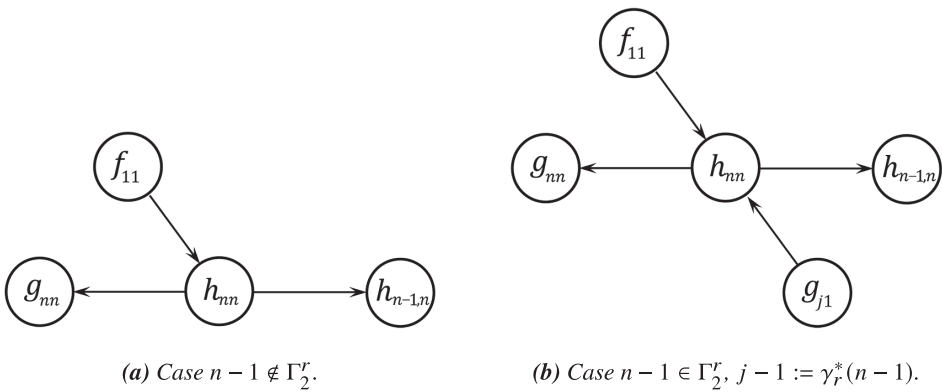 f₁₁
gₙₙ hₙₙ hₙ₋₁,ₙ
(a) Case n − 1 ∉ Γ₂ʳ.
f₁₁
gₙₙ hₙₙ hₙ₋₁,ₙ
gⱼ₁
(b) Case n − 1 ∈ Γ₂ʳ, j − 1 := γᵣ*(n − 1).